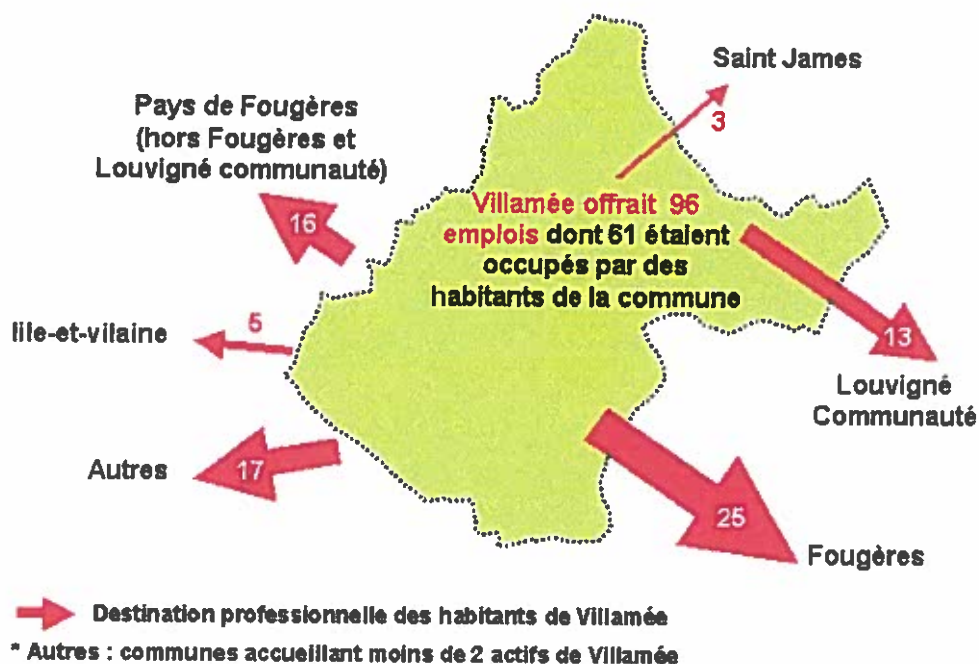 Saint James
3
Pays de Fougères
(hors Fougères et
Louvigné communauté)
16
Villamée offrait 96
emplois dont 61 étaient
occupés par des
habitants de la commune
5
Ille-et-vilaine
13
Louvigné
Communauté
Autres
17
25
Fougères
Destination professionnelle des habitants de Villamée
* Autres : communes accueillant moins de 2 actifs de Villamée